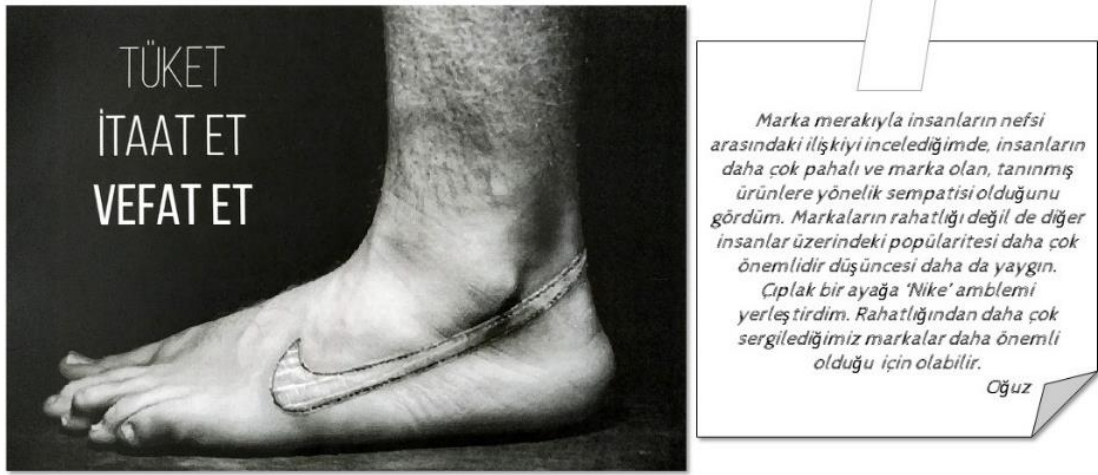 TÜKET
İTAAT ET
VEFAT ET
Marka merakıyla insanların nefsi
arasındaki ilişkiyi incelediğimde, insanların
daha çok pahalı ve marka olan, tanınmış
ürünlere yönelik sempatisi olduğunu
gördüm. Markaların rahatlığı değil de diğer
insanlar üzerindeki popülaritesi daha çok
önemlidir düşüncesi daha da yaygın.
Çıplak bir ayağa ‘Nike’ amblemi
yerleştirdim. Rahatlığından daha çok
sergilediğimiz markalar daha önemli
olduğu için olabilir.
Oğuz